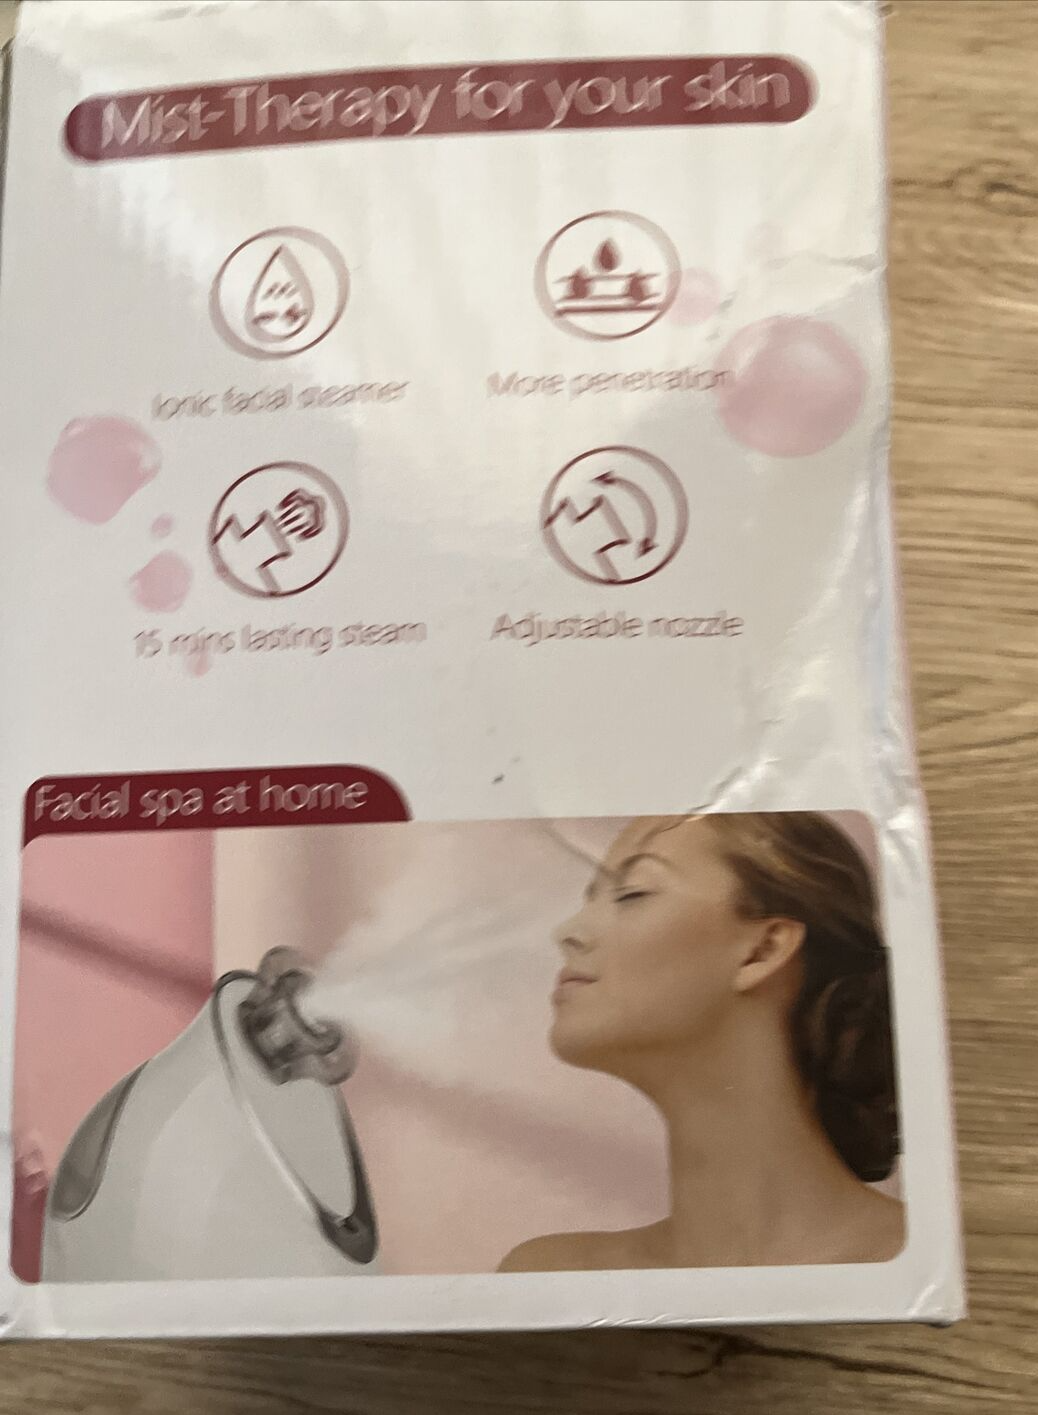 Mist-Therapy for your skin
Ionic facial steamer
More penetration
15 mins lasting steam
Adjustable nozzle
Facial spa at home